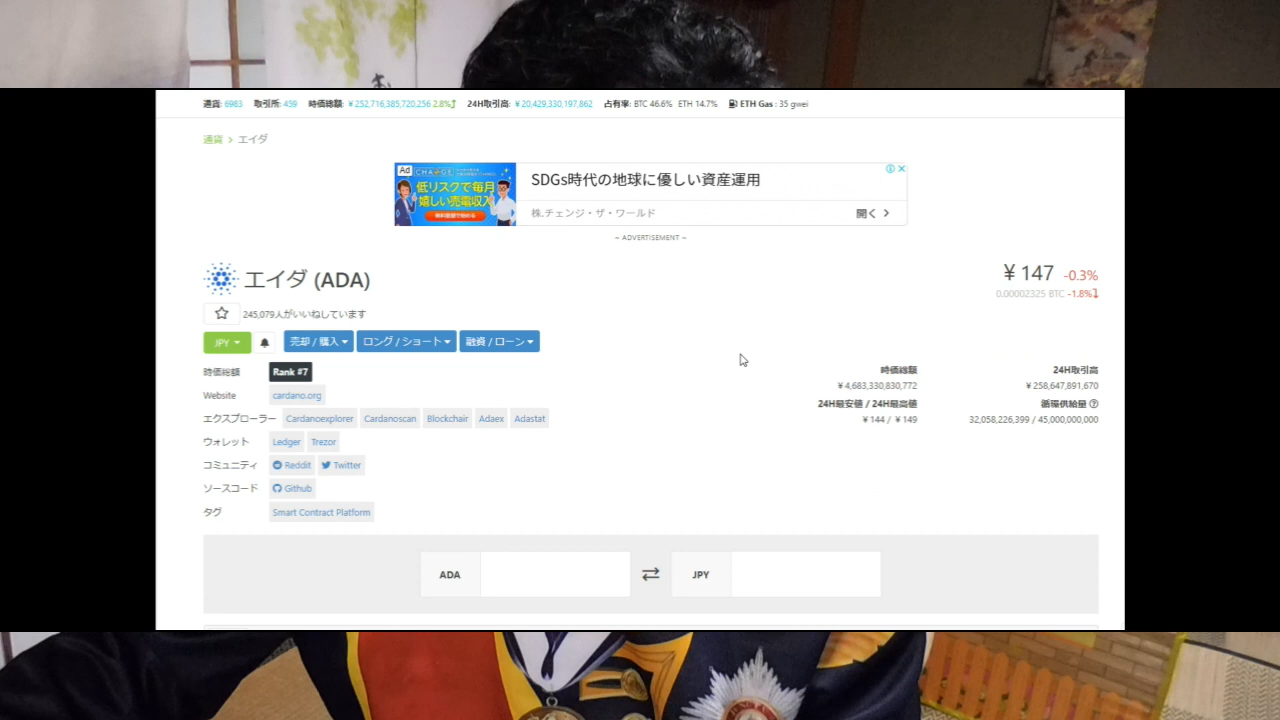 通貨: 6983 取引所: 459 時価総額: ¥252,716,385,720,256 2.8% 24H取引高: ¥20,429,330,197,862 占有率: BTC 46.6% ETH 14.7% ETH Gas : 35 gwei
通貨 > エイダ
Ad
低リスクで毎月
嬉しい売電収入
SDGs時代の地球に優しい資産運用
株.チェンジ・ザ・ワールド 開く
~ ADVERTISEMENT ~
エイダ (ADA)
¥147 -0.3%
0.00002325 BTC -1.8%
245,079人がいいねしています
JPY 売却 / 購入 ロング / ショート 融資 / ローン
時価総額 Rank #7
Website cardano.org
エクスプローラー Cardanoexplorer Cardanoscan Blockchair Adaex Adastat
ウォレット Ledger Trezor
コミュニティ Reddit Twitter
ソースコード Github
タグ Smart Contract Platform
時価総額 24H取引高
¥4,683,330,830,772 ¥258,647,891,670
24H最安値 / 24H最高値 循環供給量
¥144 / ¥149 32,058,226,399 / 45,000,000,000
ADA JPY